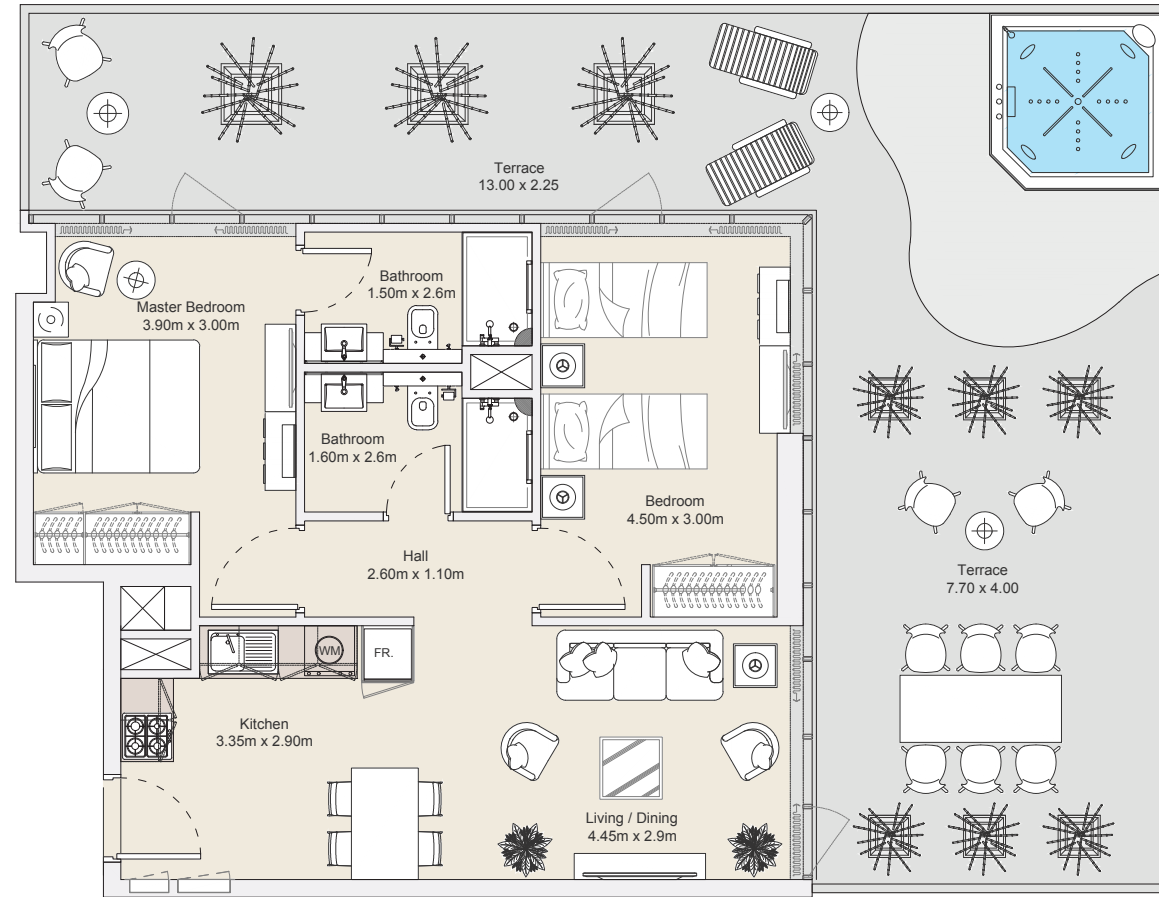 Terrace
13.00 x 2.25
Bathroom
1.50m x 2.6m
Master Bedroom
3.90m x 3.00m
Bathroom
1.60m x 2.6m
Bedroom
4.50m x 3.00m
Hall
2.60m x 1.10m
Terrace
7.70 x 4.00
WM
FR.
Kitchen
3.35m x 2.90m
Living / Dining
4.45m x 2.9m